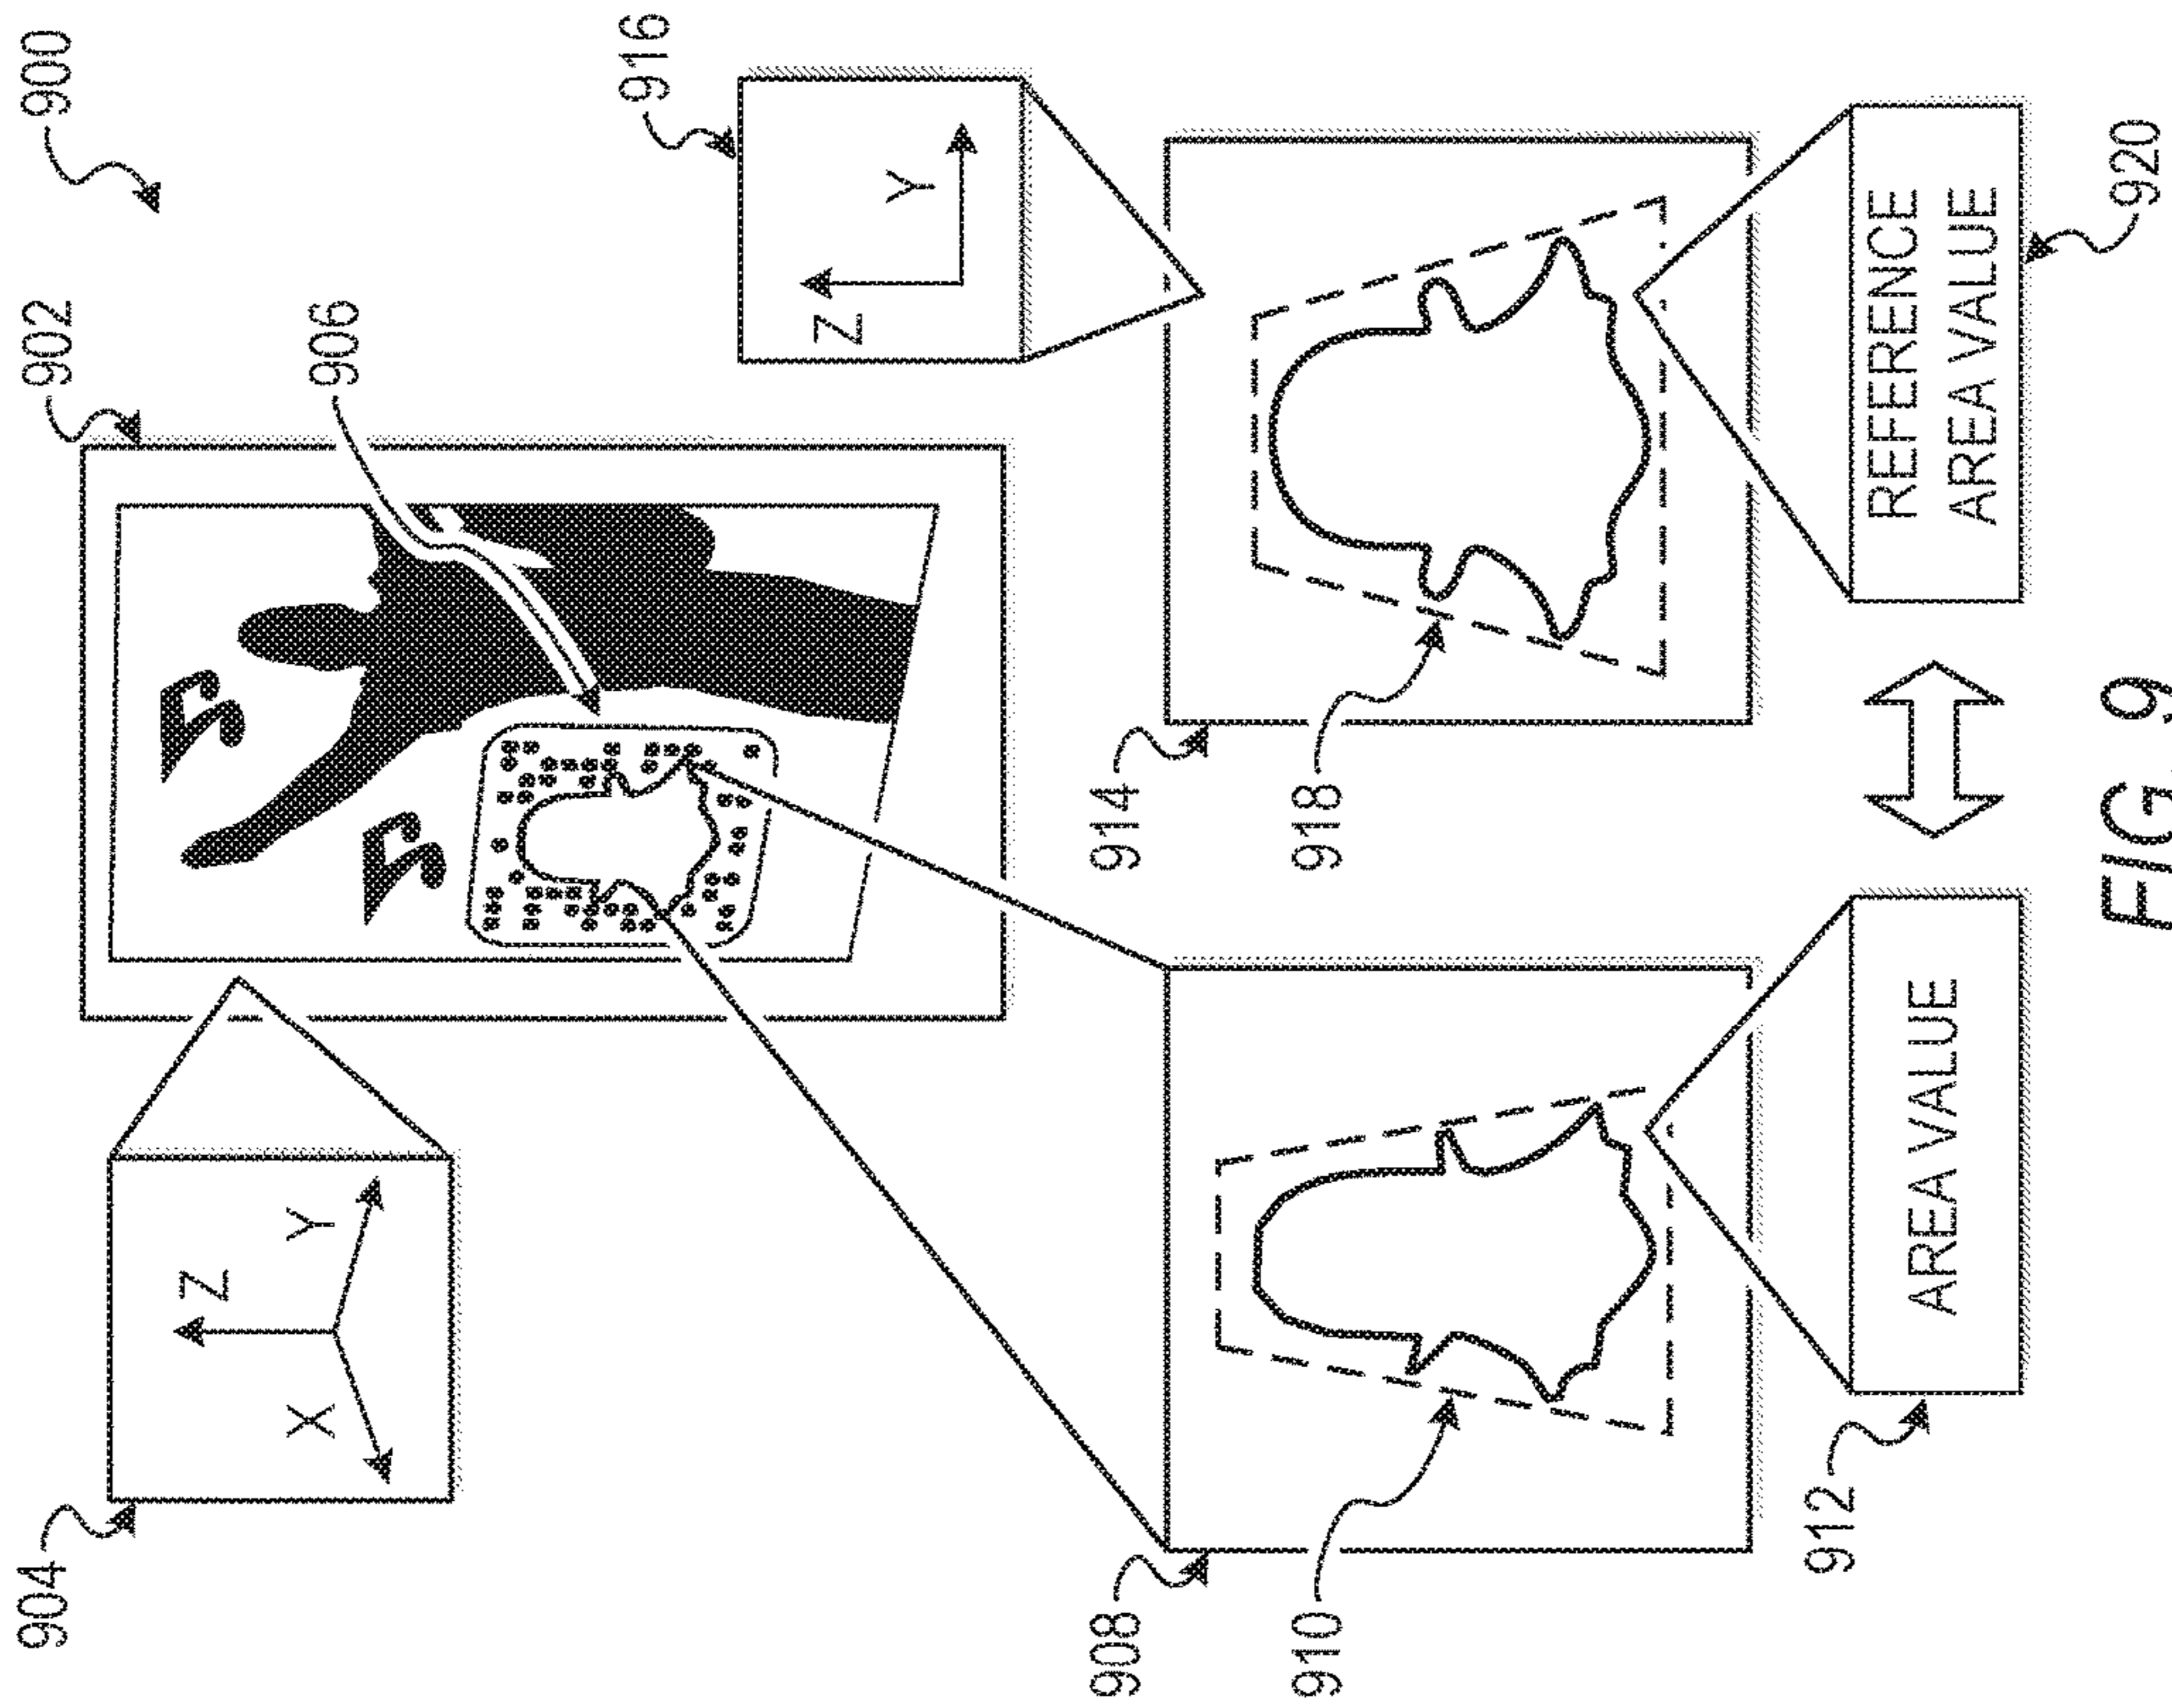 900
902
904
Z
X
Y
906
916
Z
Y
908
910
914
918
912
AREA VALUE
REFERENCE
AREA VALUE
920
FIG. 9